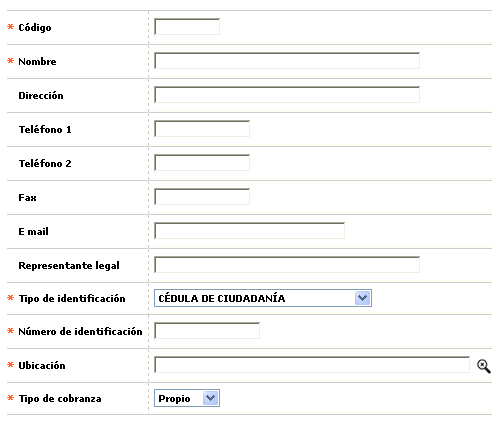 * Código
* Nombre
Dirección
Teléfono 1
Teléfono 2
Fax
E mail
Representante legal
* Tipo de identificación CÉDULA DE CIUDADANÍA
* Número de identificación
* Ubicación
* Tipo de cobranza Propio